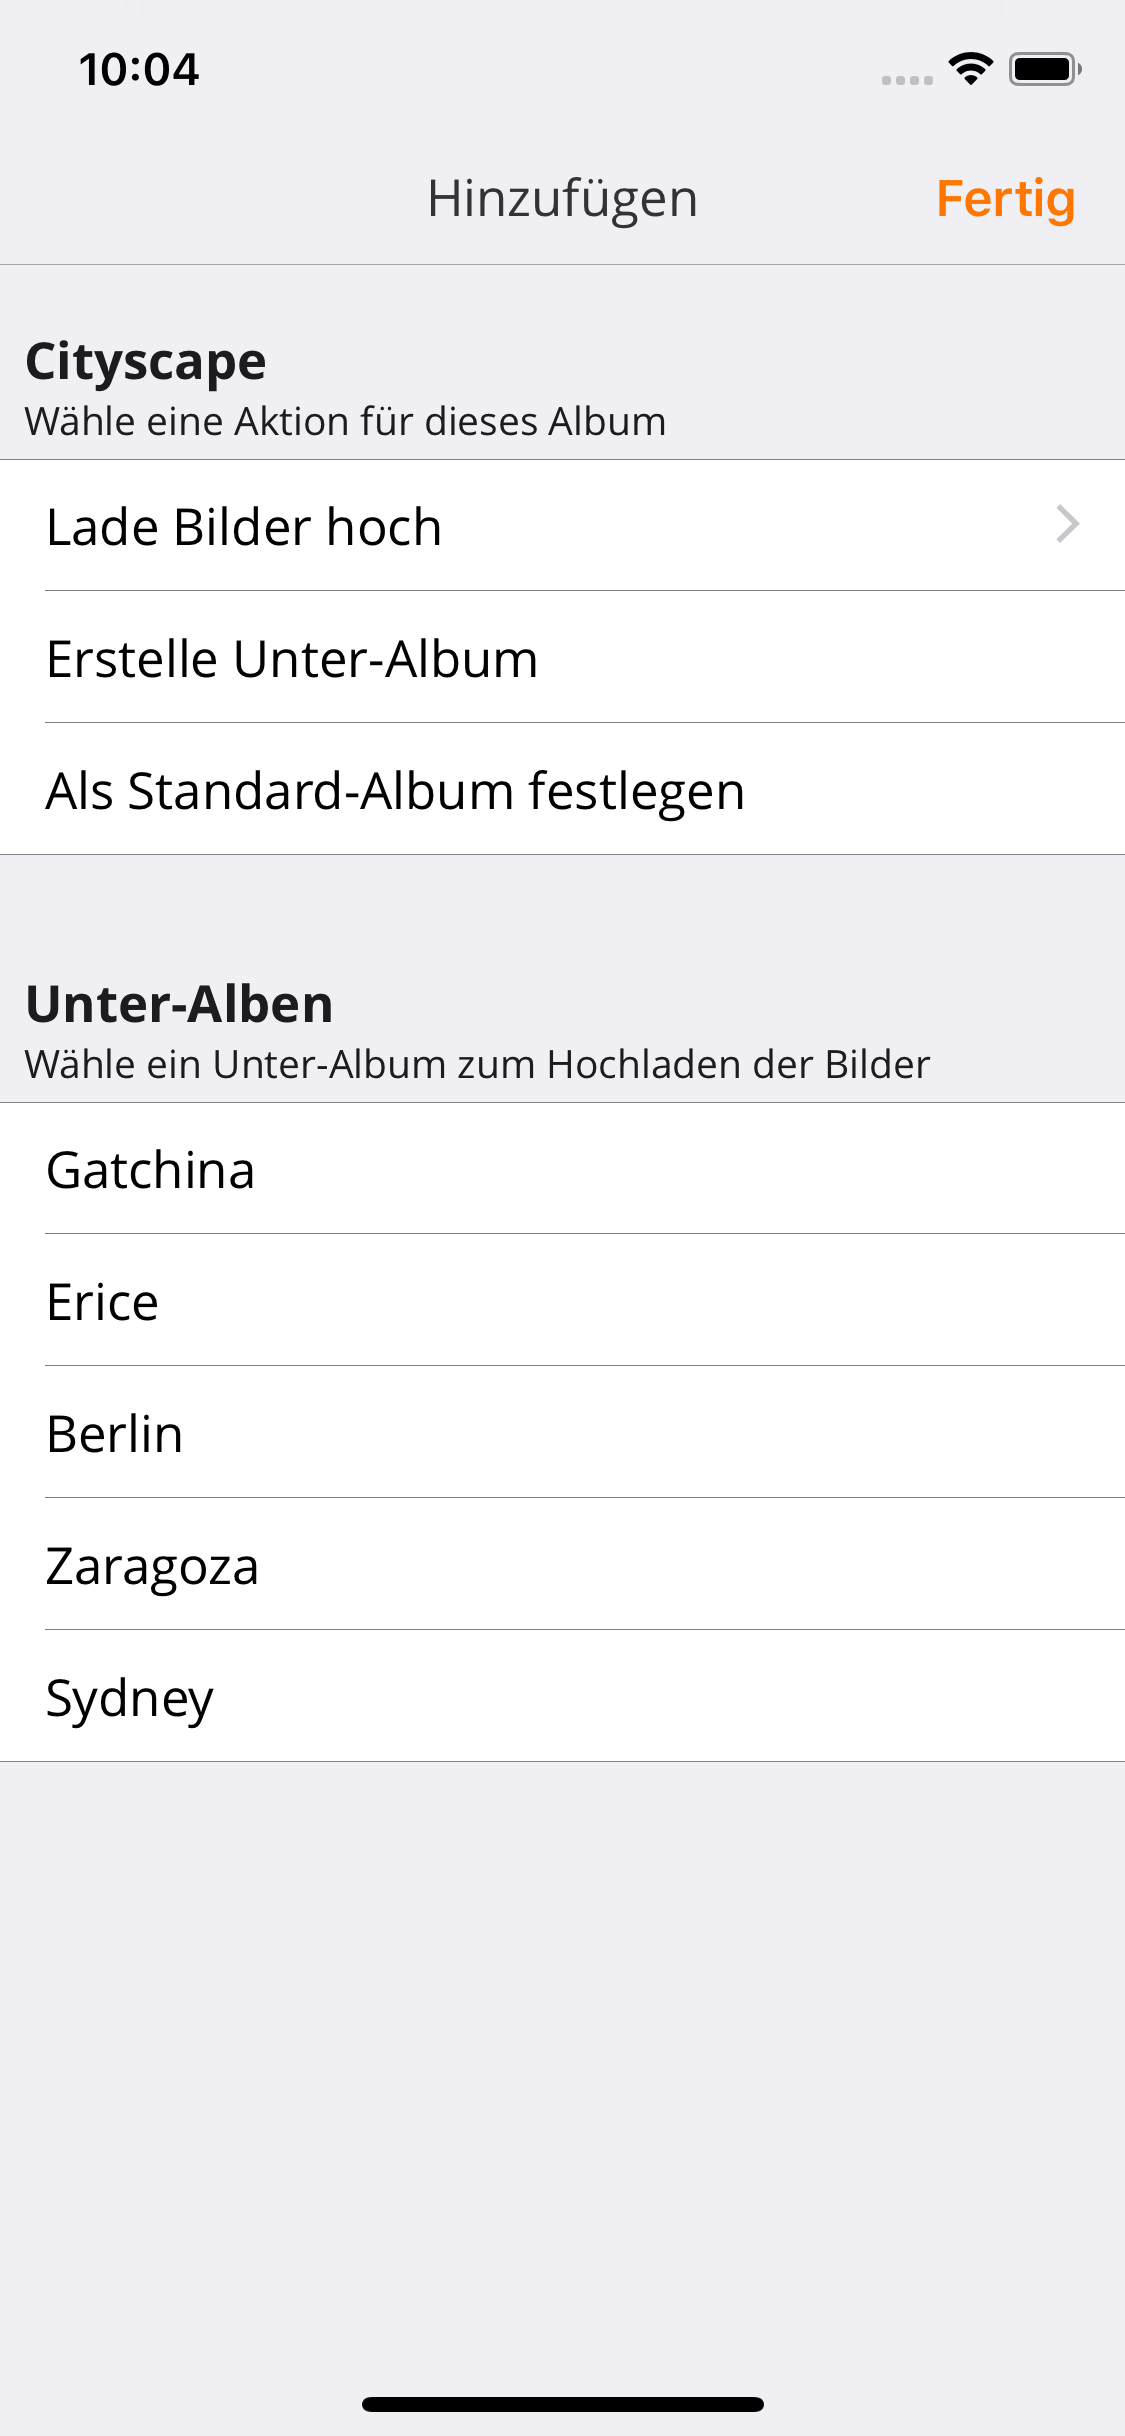 10:04
Hinzufügen
Fertig
Cityscape
Wähle eine Aktion für dieses Album
Lade Bilder hoch
Erstelle Unter-Album
Als Standard-Album festlegen
Unter-Alben
Wähle ein Unter-Album zum Hochladen der Bilder
Gatchina
Erice
Berlin
Zaragoza
Sydney